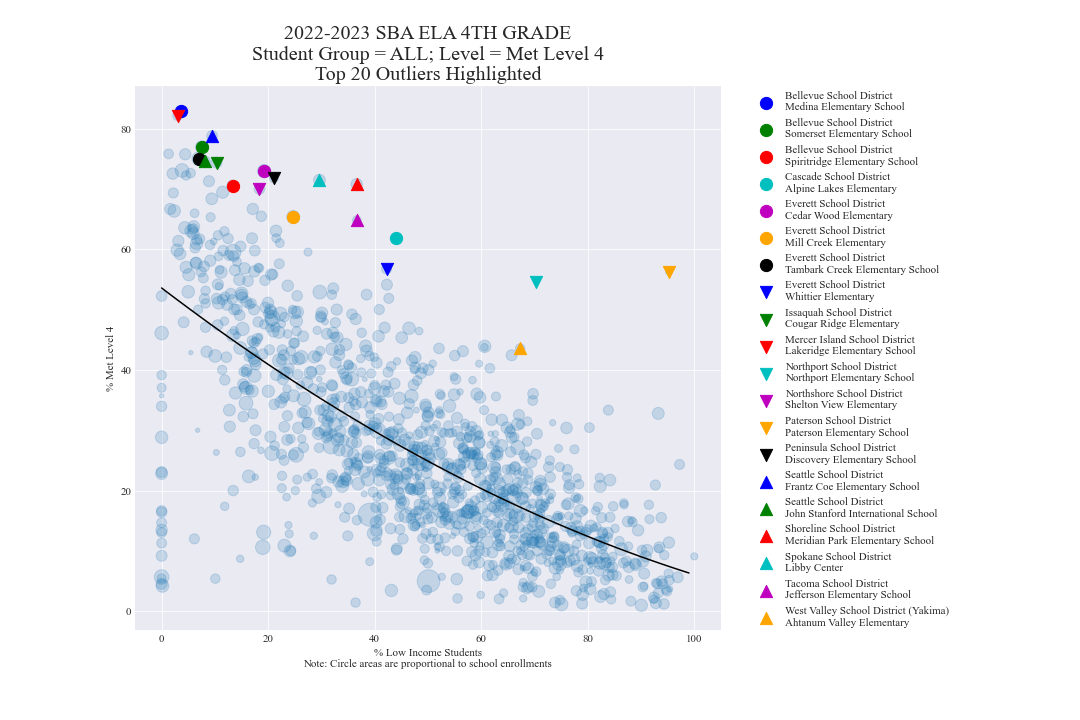 2022-2023 SBA ELA 4TH GRADE
Student Group = ALL; Level = Met Level 4
Top 20 Outliers Highlighted
% Met Level 4
80
60
40
20
0
0 20 40 60 80 100
% Low Income Students
Note: Circle areas are proportional to school enrollments
Bellevue School District
Medina Elementary School
Bellevue School District
Somerset Elementary School
Bellevue School District
Spiritridge Elementary School
Cascade School District
Alpine Lakes Elementary
Everett School District
Cedar Wood Elementary
Everett School District
Mill Creek Elementary
Everett School District
Tambark Creek Elementary School
Everett School District
Whittier Elementary
Issaquah School District
Cougar Ridge Elementary
Mercer Island School District
Lakeridge Elementary School
Northport School District
Northport Elementary School
Northshore School District
Shelton View Elementary
Paterson School District
Paterson Elementary School
Peninsula School District
Discovery Elementary School
Seattle School District
Frantz Coe Elementary School
Seattle School District
John Stanford International School
Shoreline School District
Meridian Park Elementary School
Spokane School District
Libby Center
Tacoma School District
Jefferson Elementary School
West Valley School District (Yakima)
Ahtanum Valley Elementary